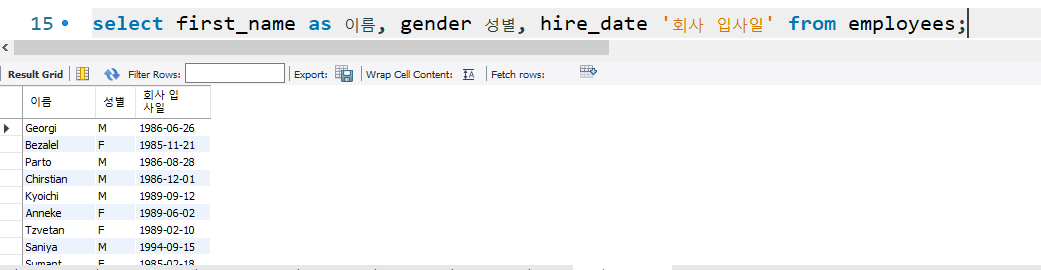 15 select first_name as 이름, gender 성별, hire_date '회사 입사일' from employees;
Result Grid Filter Rows: Export: Wrap Cell Content: Fetch rows:
이름 성별 회사 입
사일
Georgi M 1986-06-26
Bezalel F 1985-11-21
Parto M 1986-08-28
Chirstian M 1986-12-01
Kyoichi M 1989-09-12
Anneke F 1989-06-02
Tzvetan F 1989-02-10
Saniya M 1994-09-15
Sumant F 1985-02-18